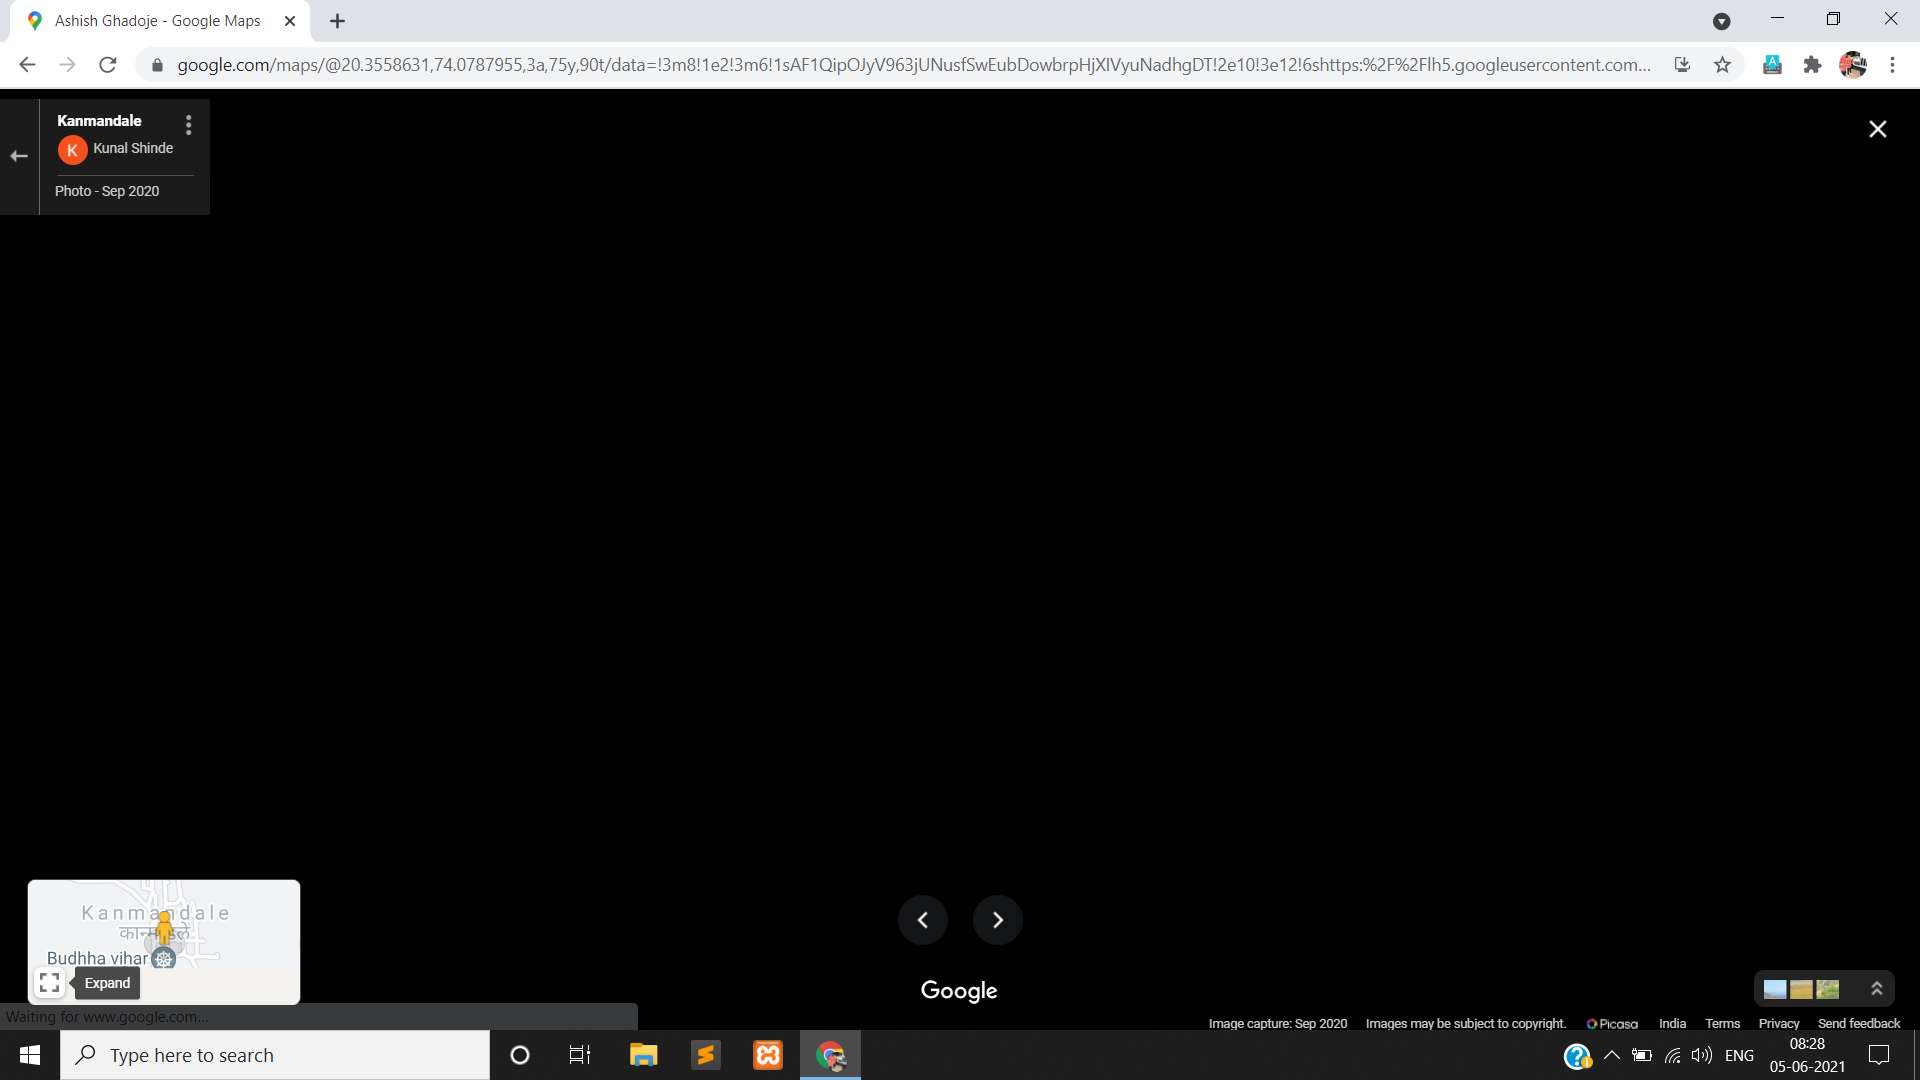 Ashish Ghadoje - Google Maps
google.com/maps/@20.3558631,74.0787955,3a,75y,90t/data=!3m8!1e2!3m6!1sAF1QipOJyV963jUNusfSwEubDowbrpHjXIVyuNadhgDT!2e10!3e12!6shttps:%2F%2Flh5.googleusercontent.com...
Kanmandale
K
Kunal Shinde
Photo - Sep 2020
Kanmandale
Budhha vihar
Expand
Google
Waiting for www.google.com...
Image capture: Sep 2020 Images may be subject to copyright. Picasa India Terms Privacy Send feedback
Type here to search
ENG
08:28
05-06-2021